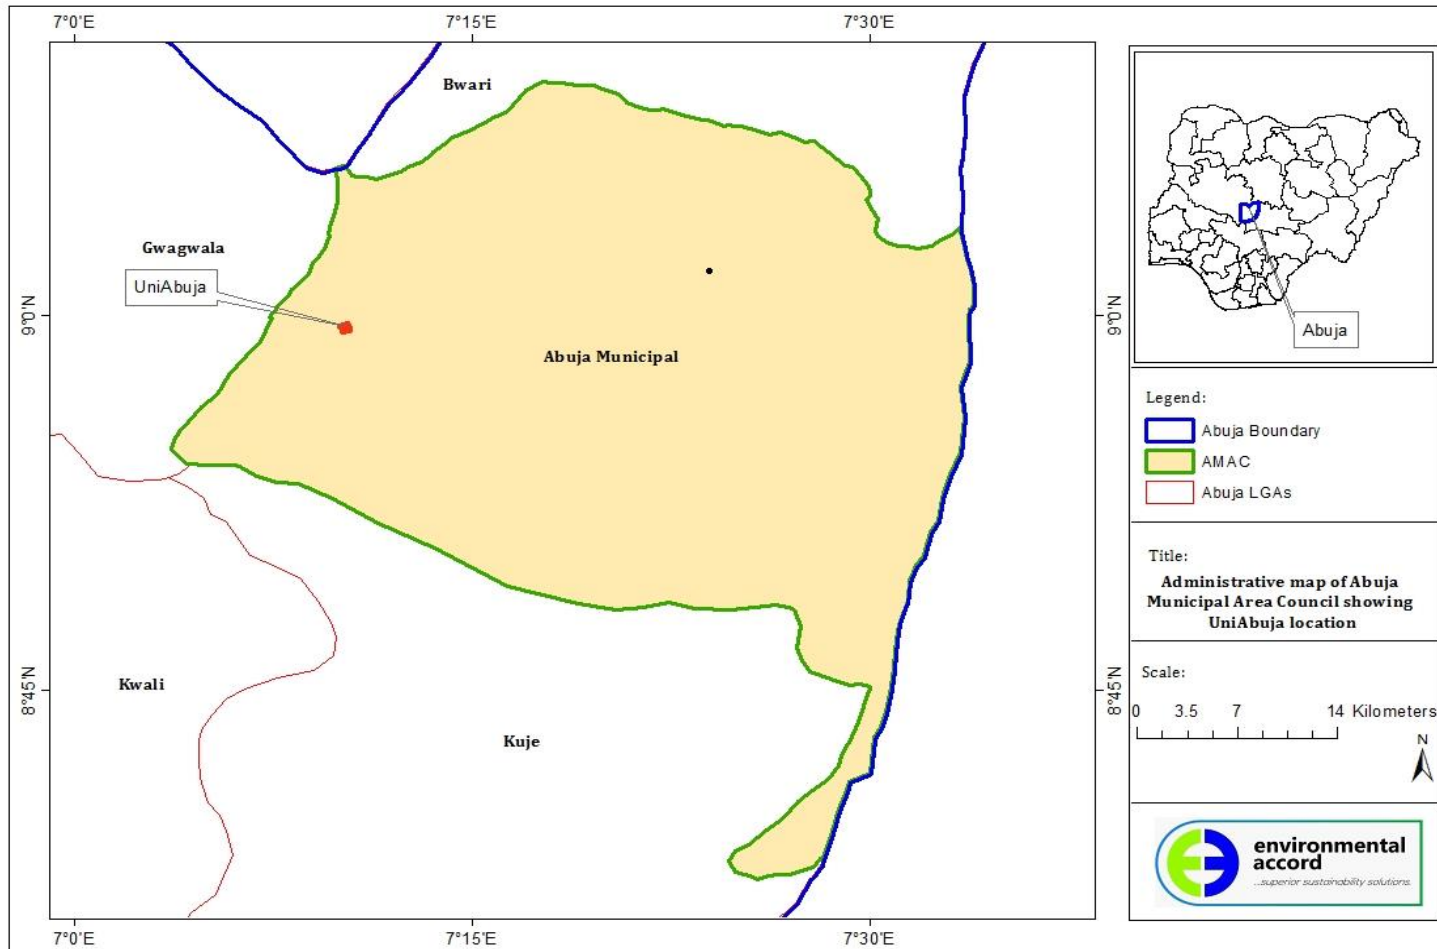 7°0'E
7°15'E
7°30'E
Bwari
Gwagwala
UniAbuja
9°0'N
9°0'N
Abuja Municipal
8°45'N
8°45'N
Kwali
Kuje
7°0'E
7°15'E
7°30'E
Abuja
Legend:
Abuja Boundary
AMAC
Abuja LGAs
Title:
Administrative map of Abuja
Municipal Area Council showing
UniAbuja location
Scale:
0 3.5 7 14 Kilometers
N
environmental
accord
...superior sustainability solutions.